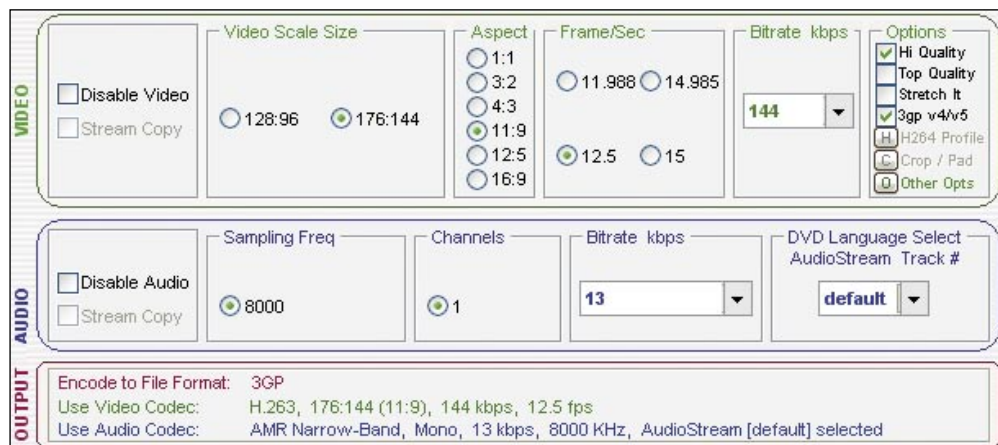 VIDEO
Disable Video
Stream Copy
Video Scale Size
128:96 176:144
Aspect
1:1
3:2
4:3
11:9
12:5
16:9
Frame/Sec
11.988 14.985
12.5 15
Bitrate kbps
144
Options
Hi Quality
Top Quality
Stretch It
3gp v4/v5
H H264 Profile
C Crop / Pad
O Other Opts
AUDIO
Disable Audio
Stream Copy
Sampling Freq
8000
Channels
1
Bitrate kbps
13
DVD Language Select
AudioStream Track #
default
OUTPUT
Encode to File Format: 3GP
Use Video Codec: H.263, 176:144 (11:9), 144 kbps, 12.5 fps
Use Audio Codec: AMR Narrow-Band, Mono, 13 kbps, 8000 KHz, AudioStream [default] selected